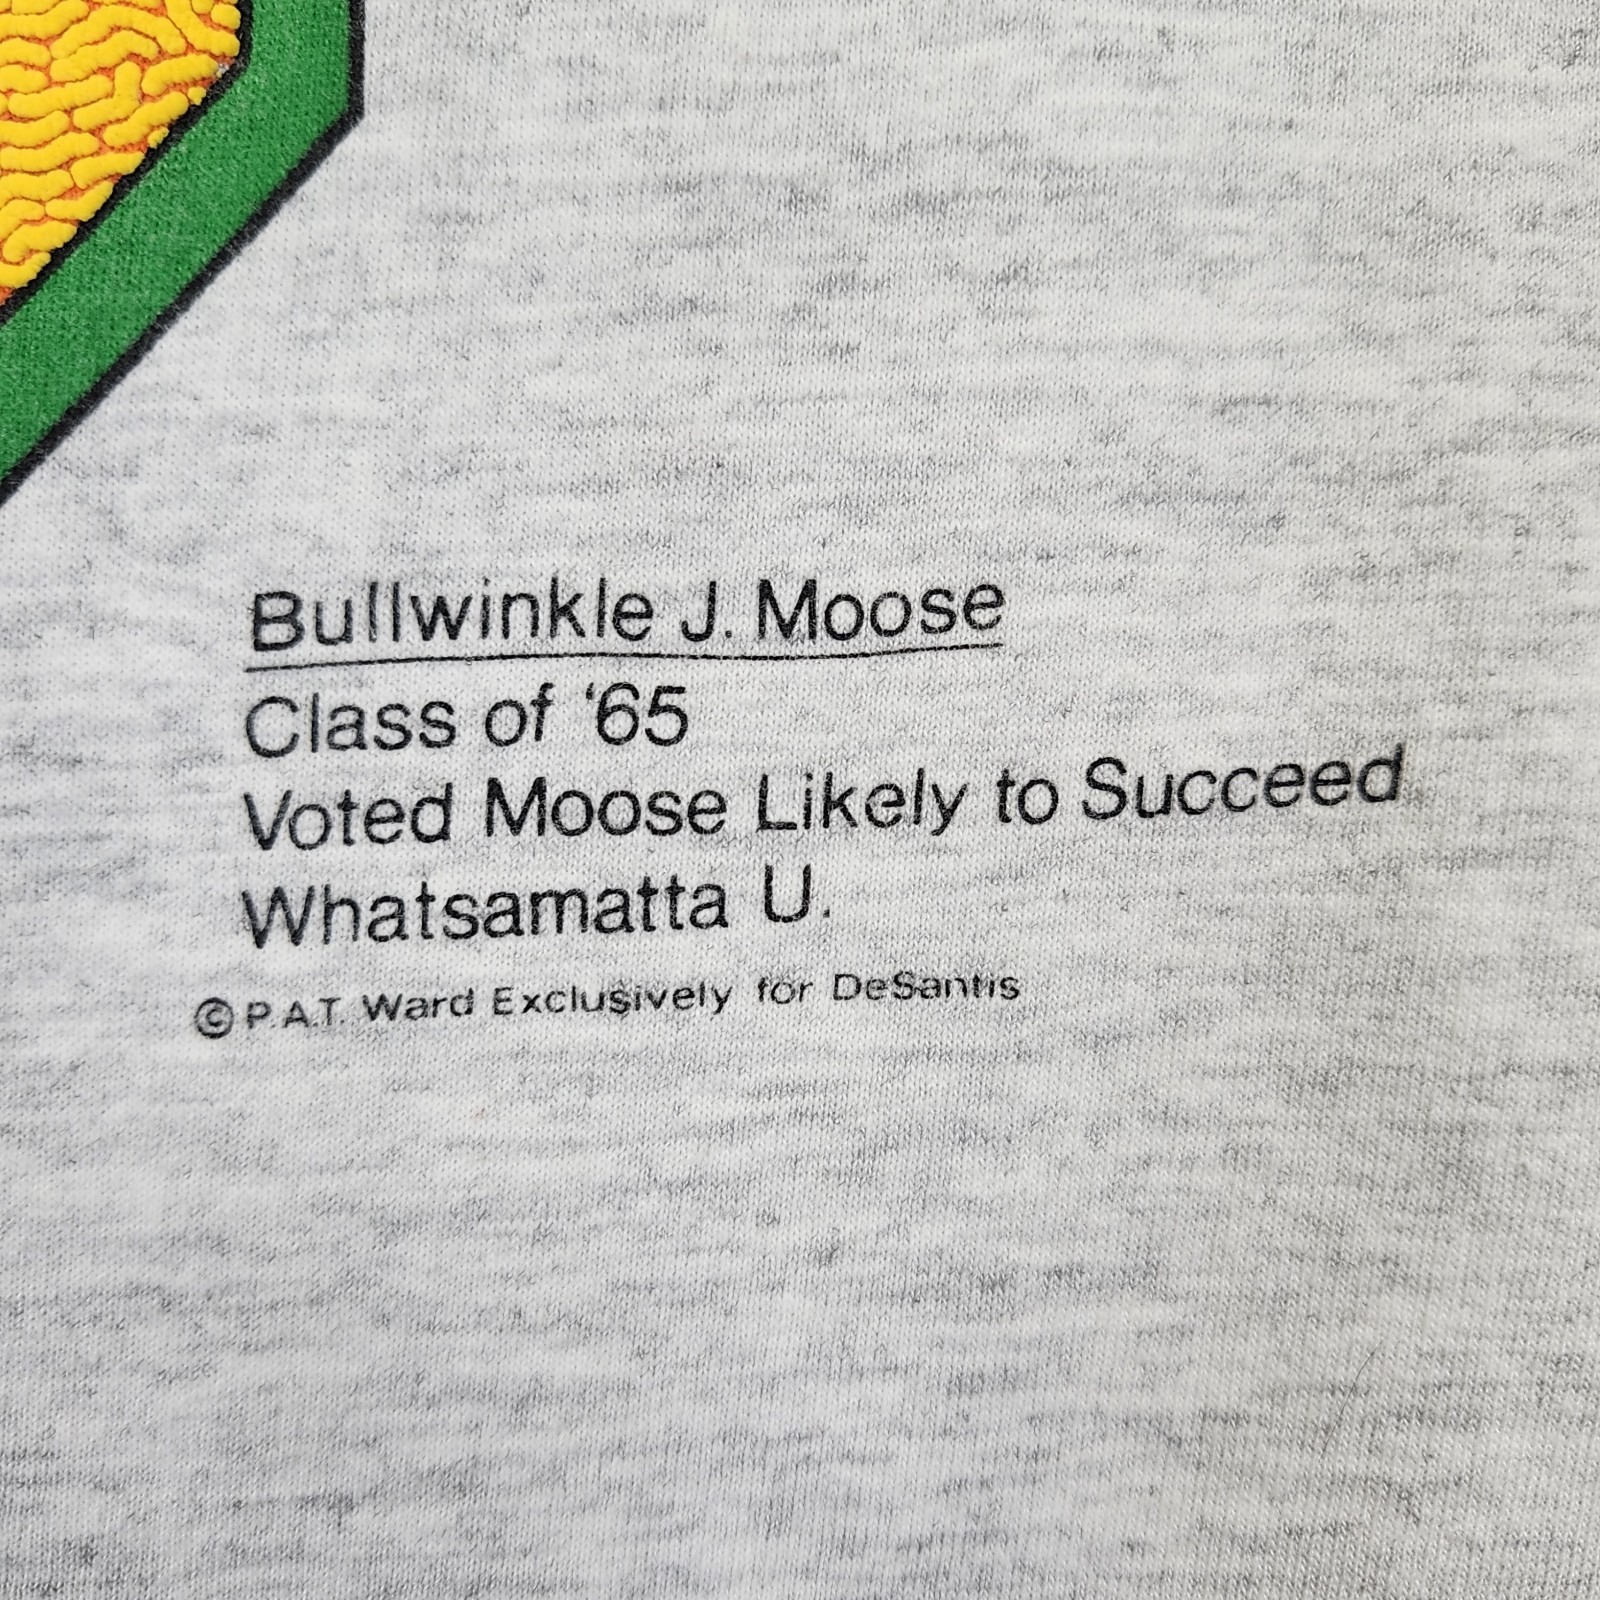 Bullwinkle J. Moose
Class of '65
Voted Moose Likely to Succeed
Whatsamatta U.
© P.A.T. Ward Exclusively for DeSantis